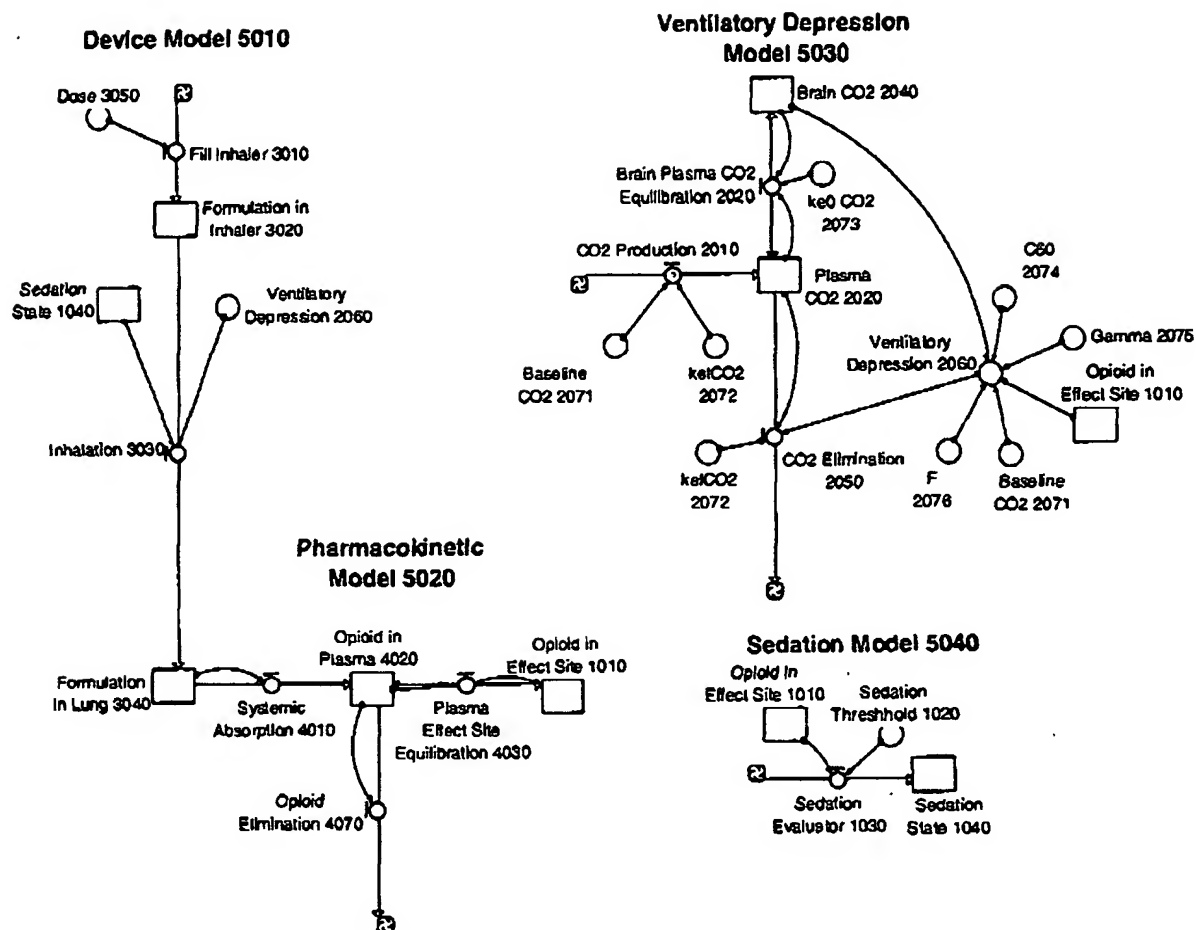 Device Model 5010
Dose 3050
Fill Inhaler 3010
Formulation in
Inhaler 3020
Sedation
State 1040
Ventilatory
Depression 2060
Inhalation 3030
Formulation
In Lung 3040
Pharmacokinetic
Model 5020
Systemic
Absorption 4010
Opioid in
Plasma 4020
Plasma
Effect Site
Equilibration 4030
Opioid in
Effect Site 1010
Opioid
Elimination 4070
Ventilatory Depression
Model 5030
Brain CO2 2040
Brain Plasma CO2
Equilibration 2020
ke0 CO2
2073
CO2 Production 2010
Plasma
CO2 2020
Baseline
CO2 2071
kelCO2
2072
Ventilatory
Depression 2060
C50
2074
Gamma 2075
Opioid in
Effect Site 1010
kelCO2
2072
CO2 Elimination
2050
F
2076
Baseline
CO2 2071
Sedation Model 5040
Opioid in
Effect Site 1010
Sedation
Threshhold 1020
Sedation
Evaluator 1030
Sedation
State 1040